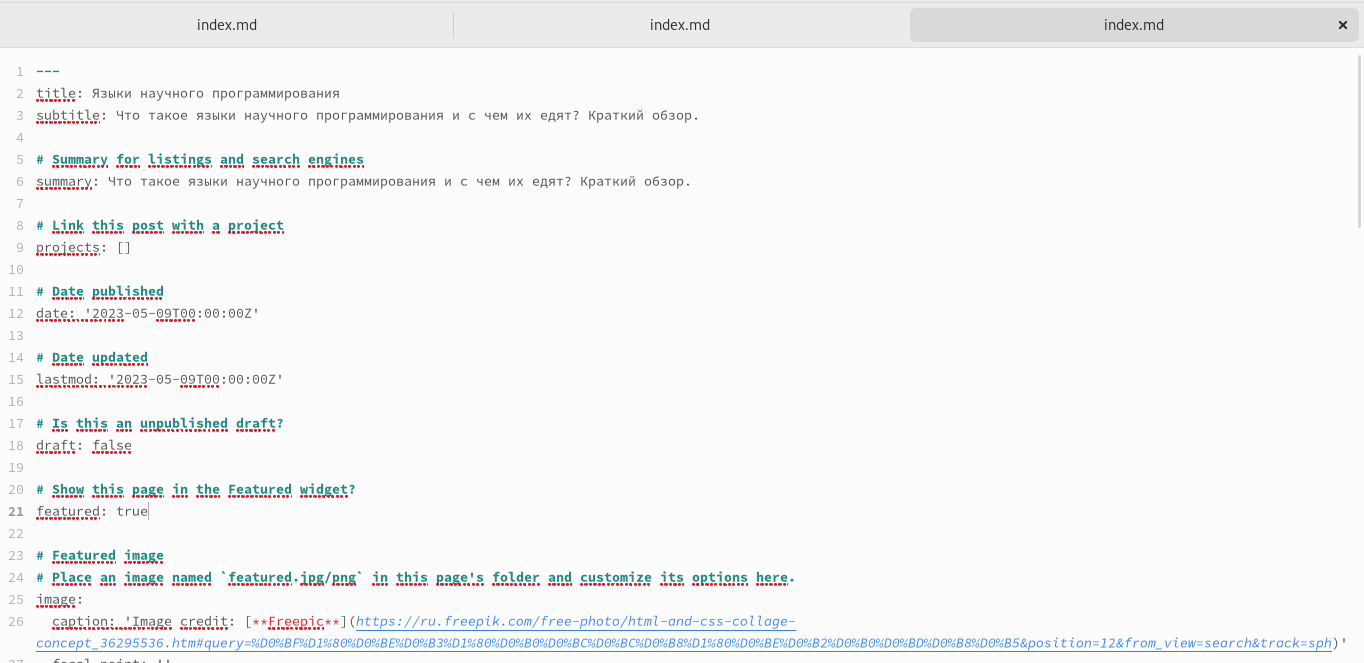 index.md index.md index.md ×
1 ---
2 title: Языки научного программирования
3 subtitle: Что такое языки научного программирования и с чем их едят? Краткий обзор.
4
5 # Summary for listings and search engines
6 summary: Что такое языки научного программирования и с чем их едят? Краткий обзор.
7
8 # Link this post with a project
9 projects: []
10
11 # Date published
12 date: '2023-05-09T00:00:00Z'
13
14 # Date updated
15 lastmod: '2023-05-09T00:00:00Z'
16
17 # Is this an unpublished draft?
18 draft: false
19
20 # Show this page in the Featured widget?
21 featured: true
22
23 # Featured image
24 # Place an image named `featured.jpg/png` in this page's folder and customize its options here.
25 image:
26 caption: 'Image credit: [**Freepic**](https://ru.freepik.com/free-photo/html-and-css-collage-
concept_36295536.htm#query=%D0%BF%D1%80%D0%BE%D0%B3%D1%80%D0%B0%D0%BC%D0%BC%D0%B8%D1%80%D0%BE%D0%B2%D0%B0%D0%BD%D0%B8%D0%B5&position=12&from_view=search&track=sph)'
27 focal_point: ''